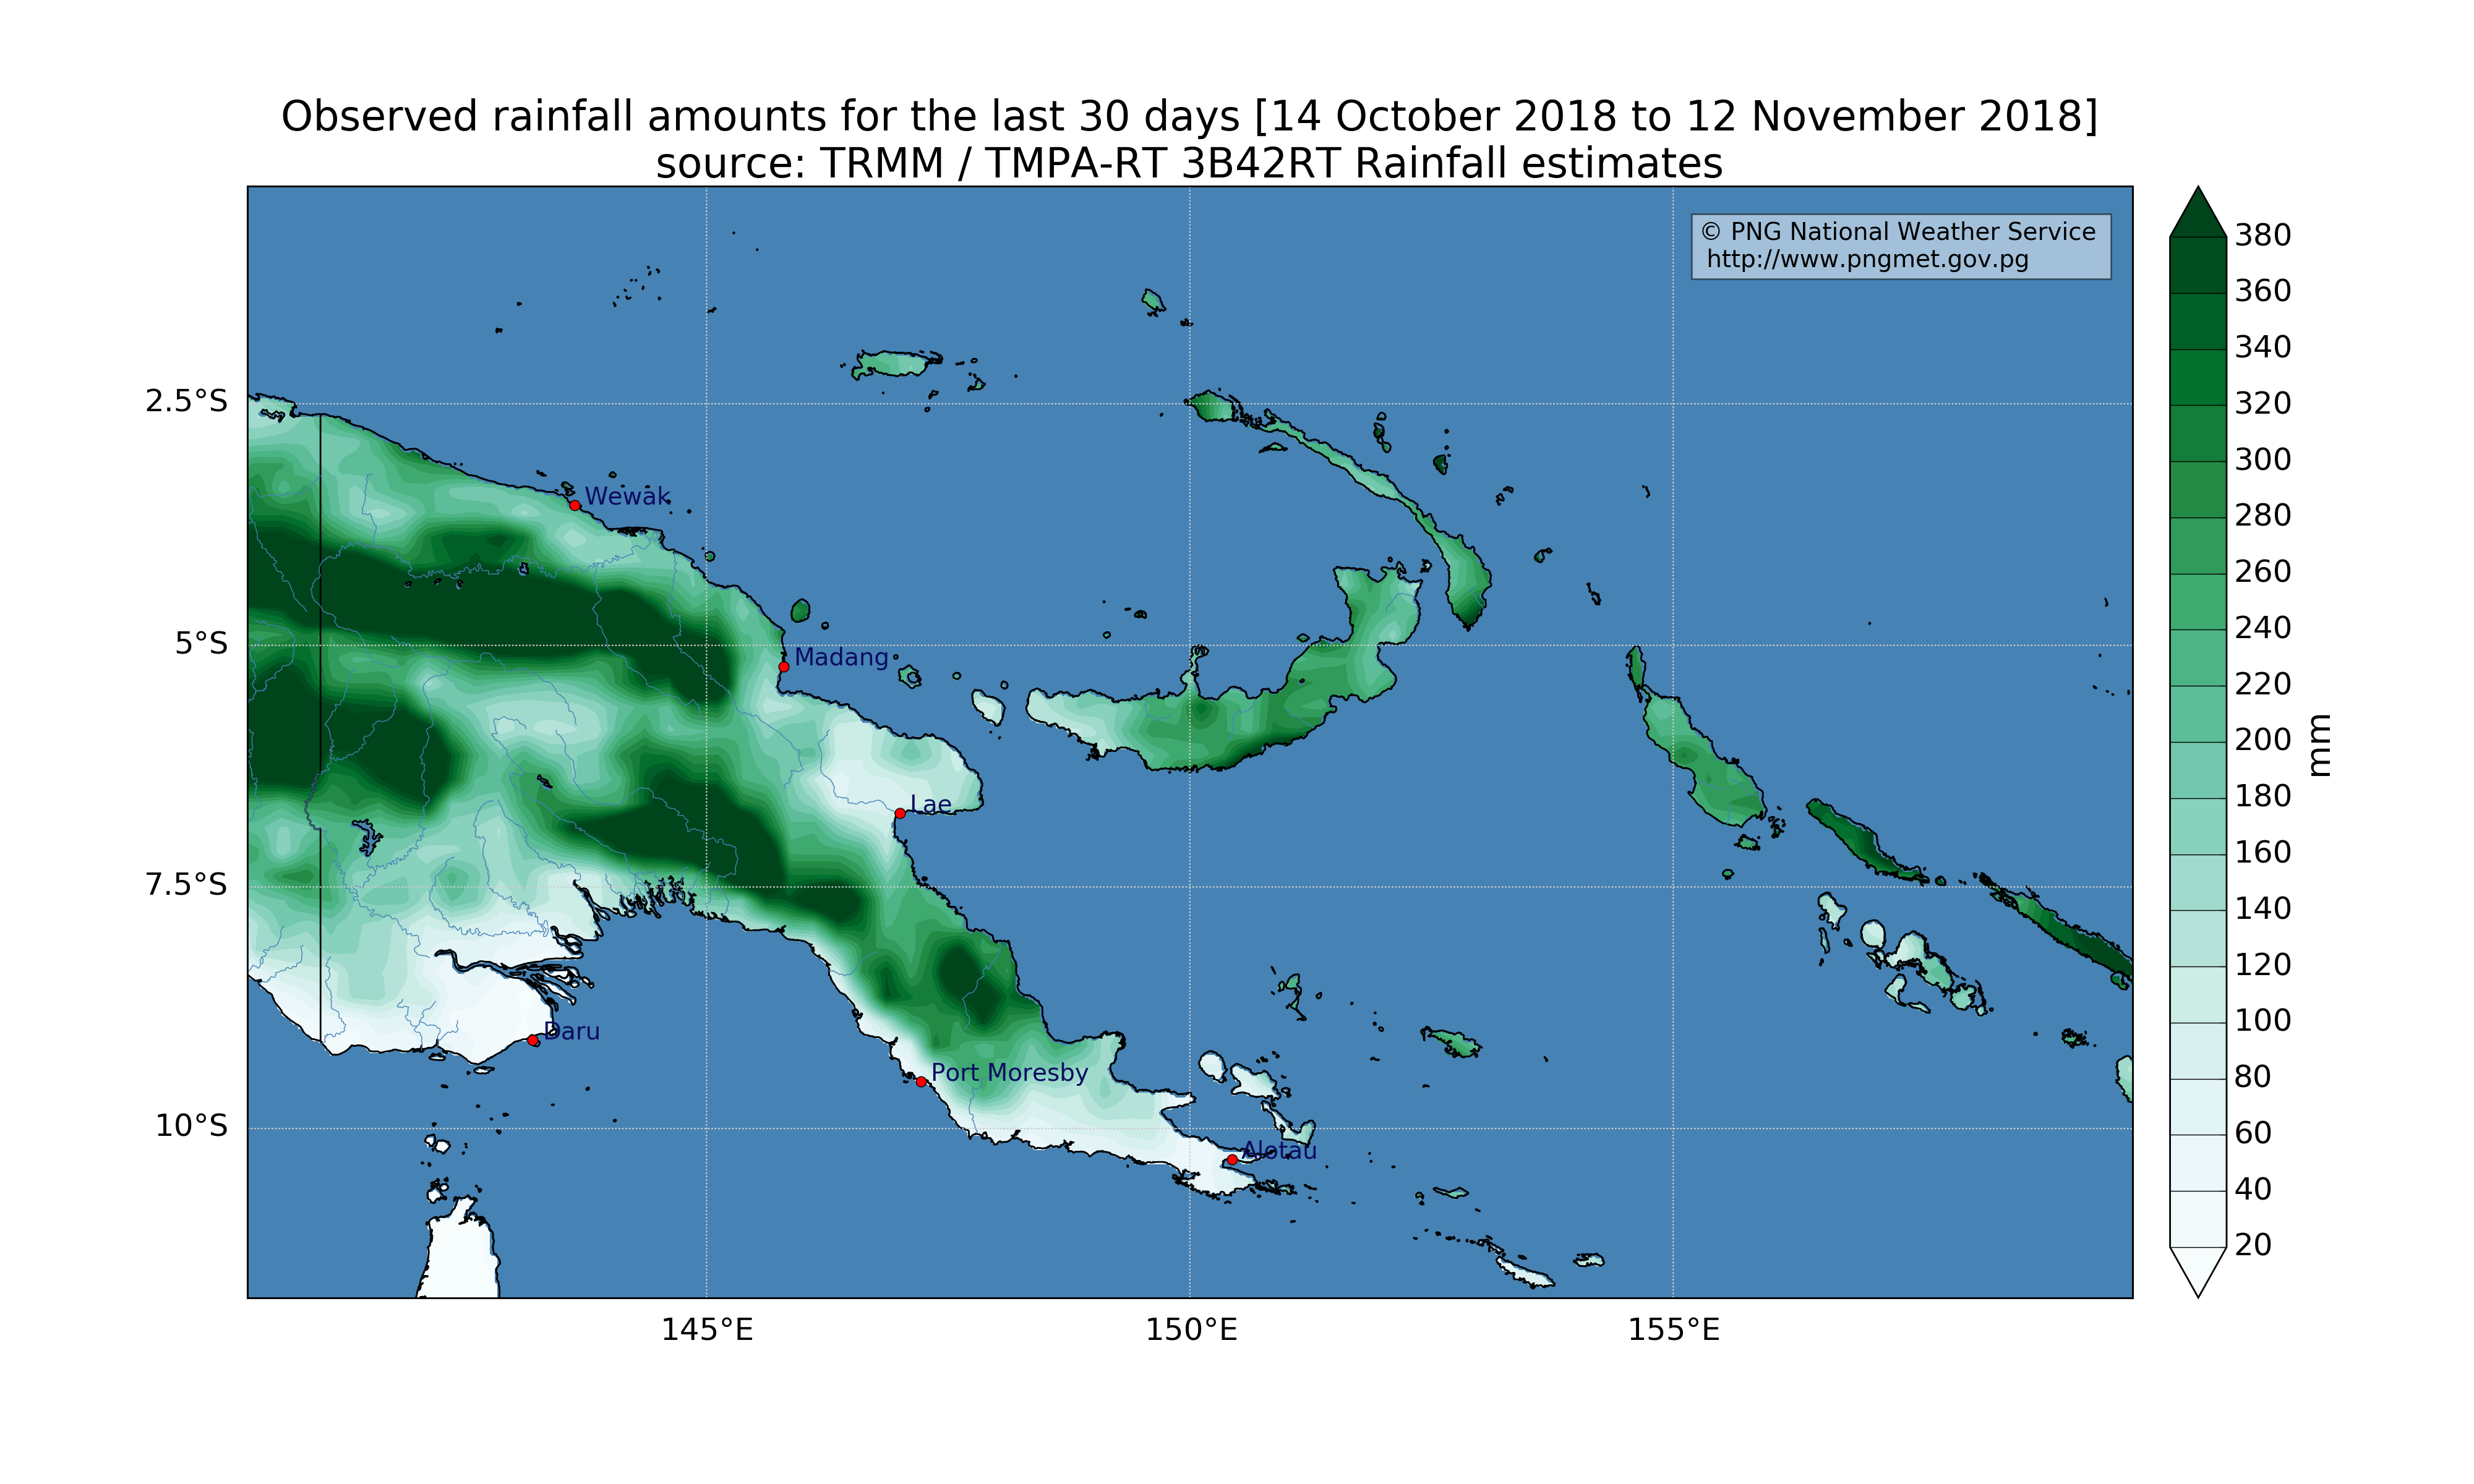 Observed rainfall amounts for the last 30 days [14 October 2018 to 12 November 2018]
source: TRMM / TMPA-RT 3B42RT Rainfall estimates
© PNG National Weather Service
http://www.pngmet.gov.pg
380
360
340
320
300
280
260
240
220
200
180
160
140
120
100
80
60
40
20
mm
2.5°S
5°S
7.5°S
10°S
Wewak
Madang
Lae
Daru
Port Moresby
Alotau
145°E
150°E
155°E